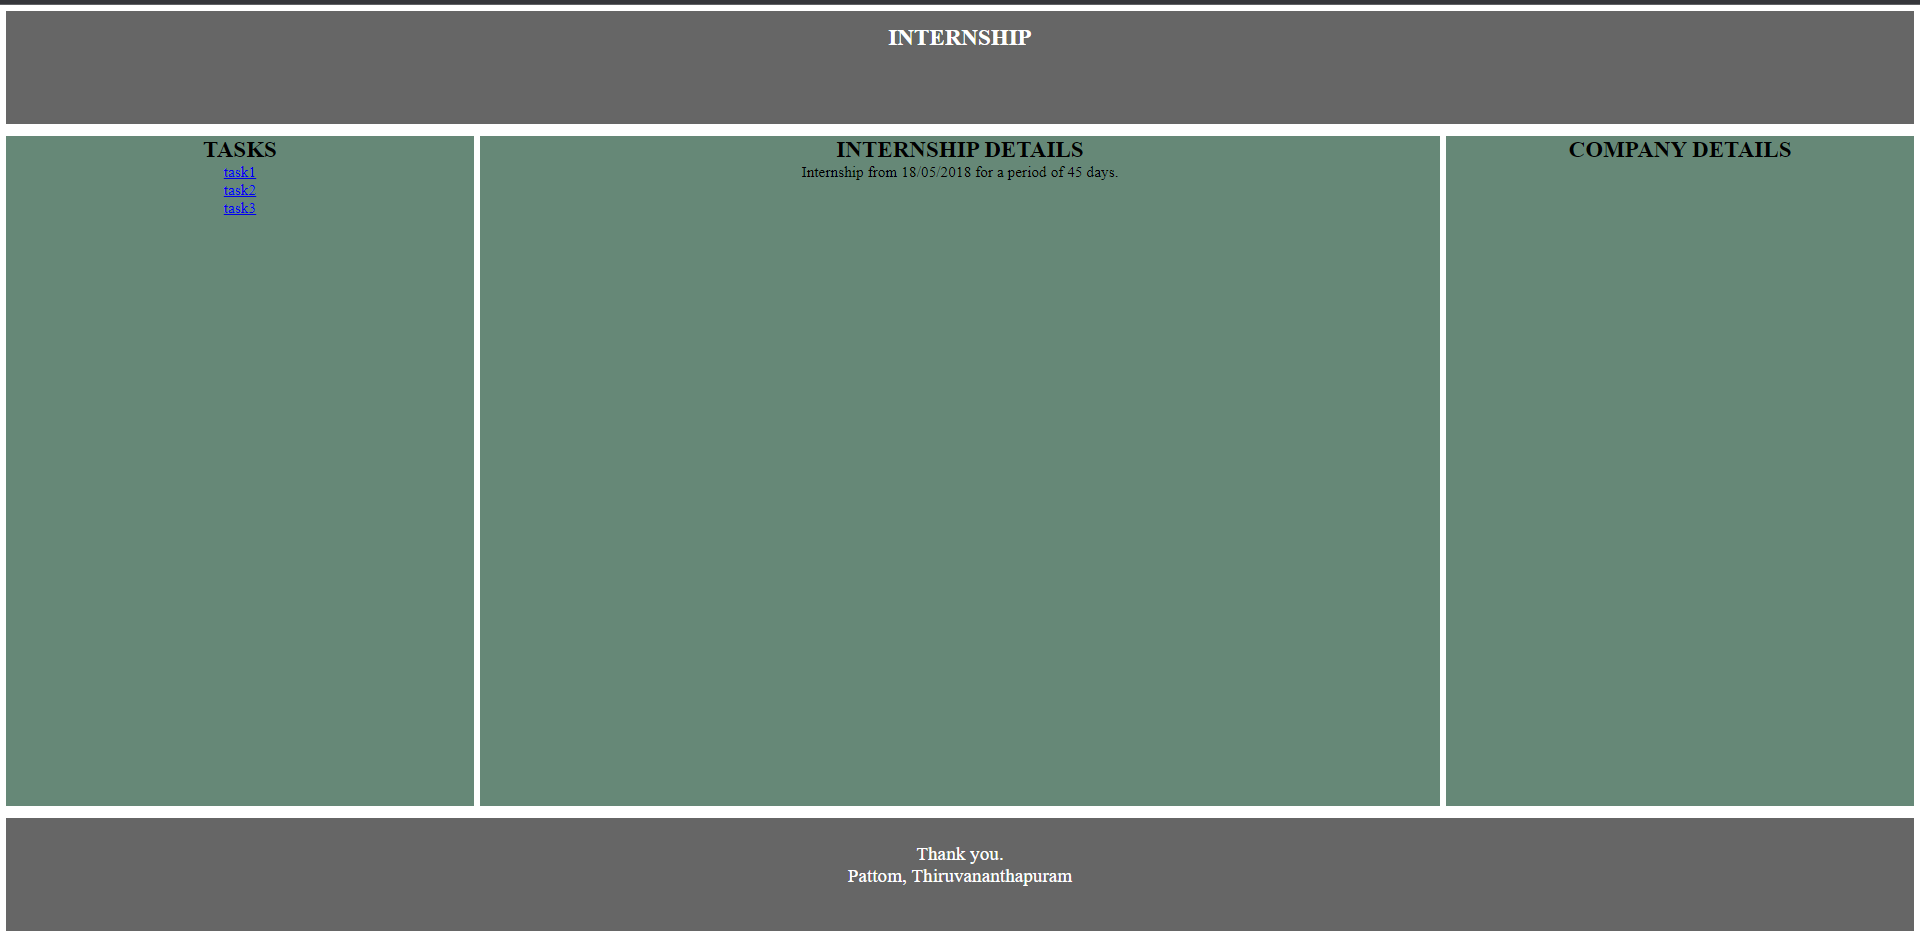 INTERNSHIP
TASKS
task1
task2
task3
INTERNSHIP DETAILS
Internship from 18/05/2018 for a period of 45 days.
COMPANY DETAILS
Thank you.
Pattom, Thiruvananthapuram